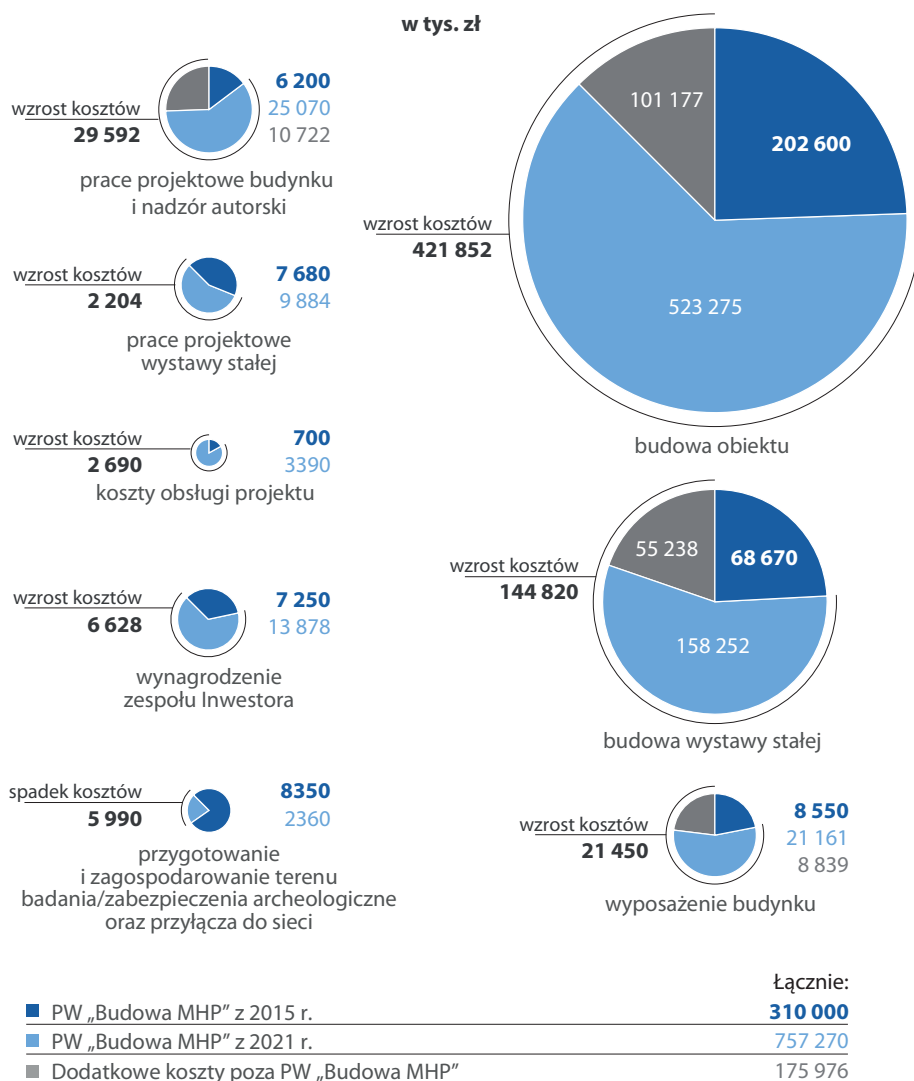 w tys. zł
wzrost kosztów
29 592
6 200
25 070
10 722
prace projektowe budynku
i nadzór autorski
wzrost kosztów
2 204
7 680
9 884
prace projektowe
wystawy stałej
wzrost kosztów
2 690
700
3390
koszty obsługi projektu
wzrost kosztów
6 628
7 250
13 878
wynagrodzenie
zespołu Inwestora
spadek kosztów
5 990
8350
2360
przygotowanie
i zagospodarowanie terenu
badania/zabezpieczenia archeologiczne
oraz przyłącza do sieci
wzrost kosztów
421 852
101 177
202 600
523 275
budowa obiektu
wzrost kosztów
144 820
55 238
68 670
158 252
budowa wystawy stałej
wzrost kosztów
21 450
8 550
21 161
8 839
wyposażenie budynku
Łącznie:
PW „Budowa MHP” z 2015 r. 310 000
PW „Budowa MHP” z 2021 r. 757 270
Dodatkowe koszty poza PW „Budowa MHP” 175 976